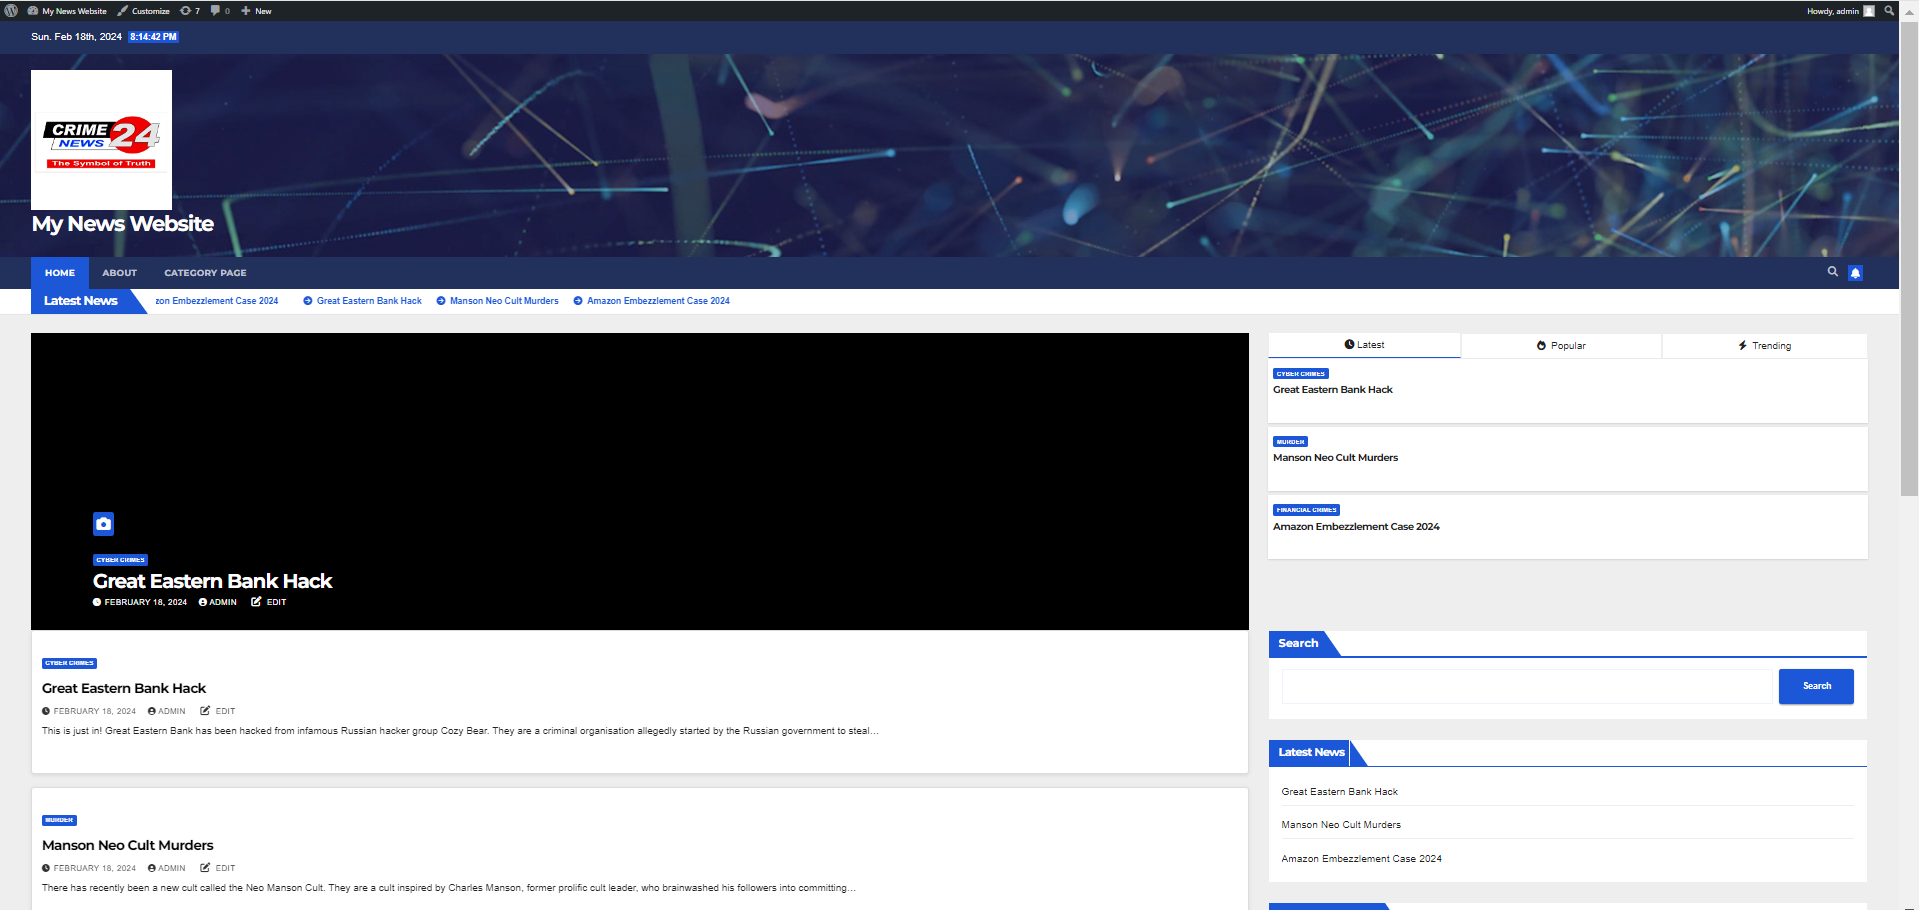 My News Website Customize 7 0 New Howdy, admin
Sun. Feb 18th, 2024 8:14:42 PM
CRIME NEWS 24
The Symbol of Truth
My News Website
HOME ABOUT CATEGORY PAGE
Latest News zon Embezzlement Case 2024 Great Eastern Bank Hack Manson Neo Cult Murders Amazon Embezzlement Case 2024
CYBER CRIMES
Great Eastern Bank Hack
FEBRUARY 18, 2024 ADMIN EDIT
CYBER CRIMES
Great Eastern Bank Hack
FEBRUARY 18, 2024 ADMIN EDIT
This is just in! Great Eastern Bank has been hacked from infamous Russian hacker group Cozy Bear. They are a criminal organisation allegedly started by the Russian government to steal…
MURDER
Manson Neo Cult Murders
FEBRUARY 18, 2024 ADMIN EDIT
There has recently been a new cult called the Neo Manson Cult. They are a cult inspired by Charles Manson, former prolific cult leader, who brainwashed his followers into committing…
Latest Popular Trending
CYBER CRIMES
Great Eastern Bank Hack
MURDER
Manson Neo Cult Murders
FINANCIAL CRIMES
Amazon Embezzlement Case 2024
Search
Search
Latest News
Great Eastern Bank Hack
Manson Neo Cult Murders
Amazon Embezzlement Case 2024